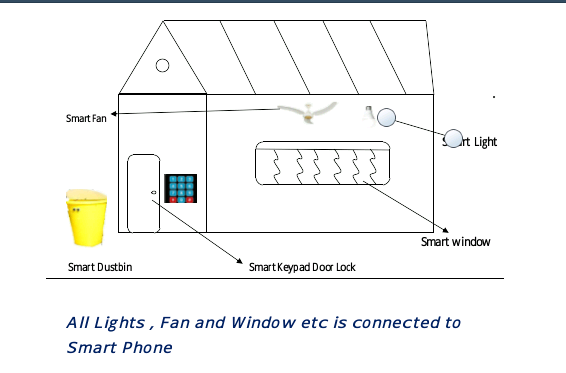 Smart Fan
Smart Light
Smart window
Smart Dustbin
Smart Keypad Door Lock
All Lights , Fan and Window etc is connected to
Smart Phone